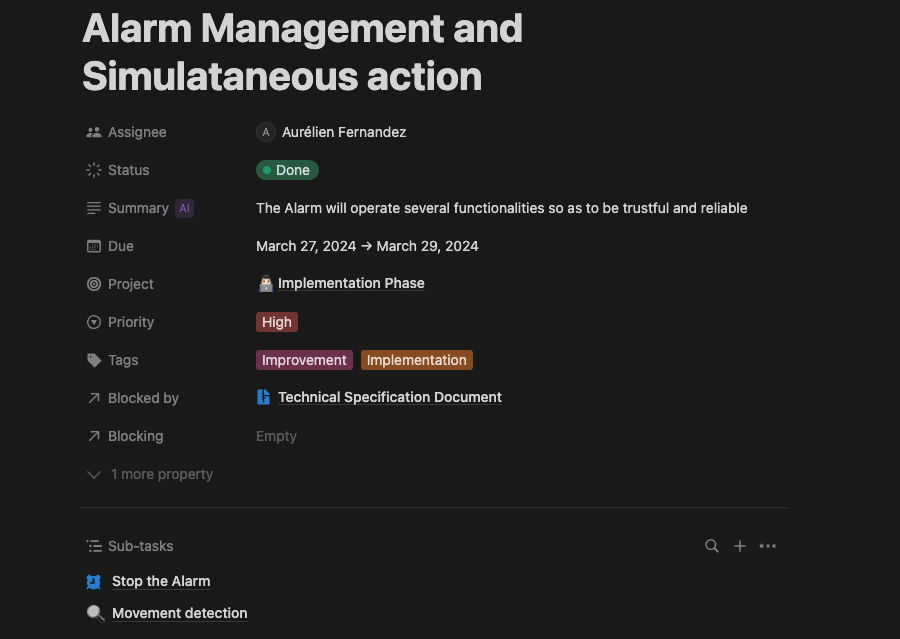 Alarm Management and
Simulataneous action
Assignee A Aurélien Fernandez
Status Done
Summary AI The Alarm will operate several functionalities so as to be trustful and reliable
Due March 27, 2024 → March 29, 2024
Project Implementation Phase
Priority High
Tags Improvement Implementation
Blocked by Technical Specification Document
Blocking Empty
1 more property
Sub-tasks
Stop the Alarm
Movement detection